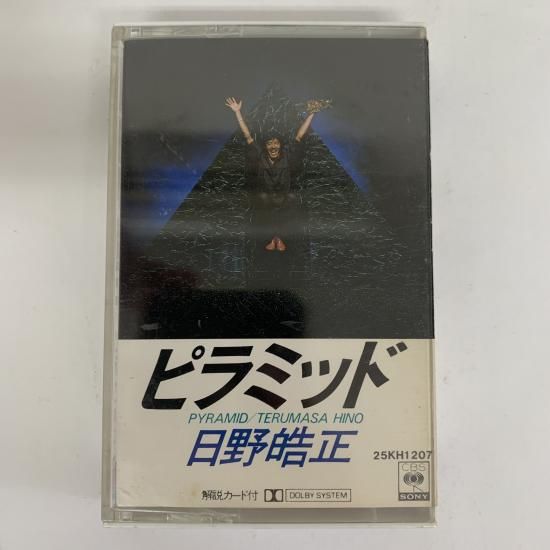 ピラミッド
PYRAMID/TERUMASA HINO
日野皓正
25KH1207
CBS
SONY
解説カード付 DOLBY SYSTEM